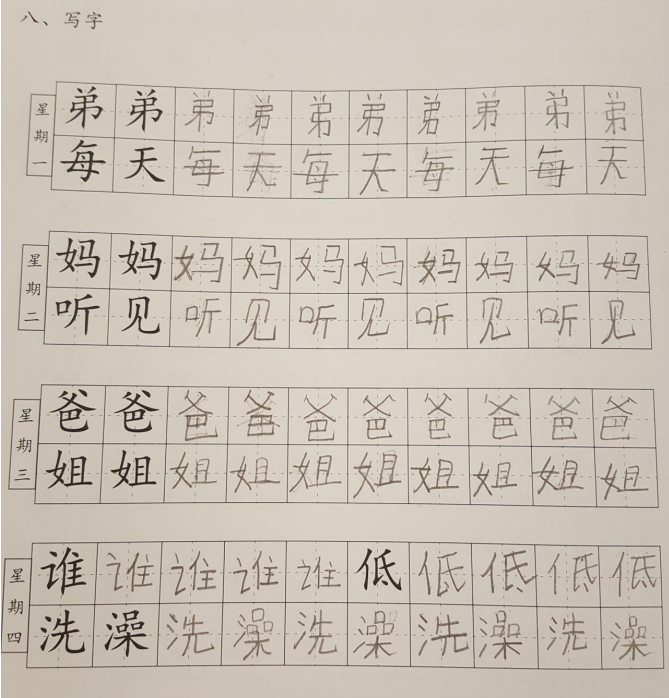 八、写字
星期一
弟弟弟弟弟弟弟弟弟弟
每天每天每天每天每天
星期二
妈妈妈妈妈妈妈妈妈妈
听见听见听见听见听见
星期三
爸爸爸爸爸爸爸爸爸爸
姐姐姐姐姐姐姐姐姐姐
星期四
谁谁谁谁谁低低低低低
洗澡洗澡洗澡洗澡洗澡